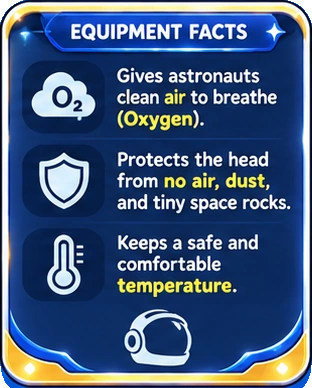 EQUIPMENT FACTS
O₂
Gives astronauts
clean air to breathe
(Oxygen).
Protects the head
from no air, dust,
and tiny space rocks.
Keeps a safe and
comfortable
temperature.